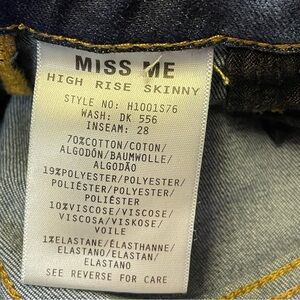 MISS ME
HIGH RISE SKINNY
STYLE NO: H1001S76
WASH: DK 556
INSEAM: 28
70%COTTON/COTON/
ALGODÓN/BAUMWOLLE/
ALGODÃO
19%POLYESTER/POLYESTER/
POLIÉSTER/POLYESTER/
POLIÉSTER
10%VISCOSE/VISCOSE/
VISCOSA/VISKOSE/
VOILE
1%ELASTANE/ÉLASTHANNE/
ELASTANO/ELASTAN/
ELASTANO
SEE REVERSE FOR CARE